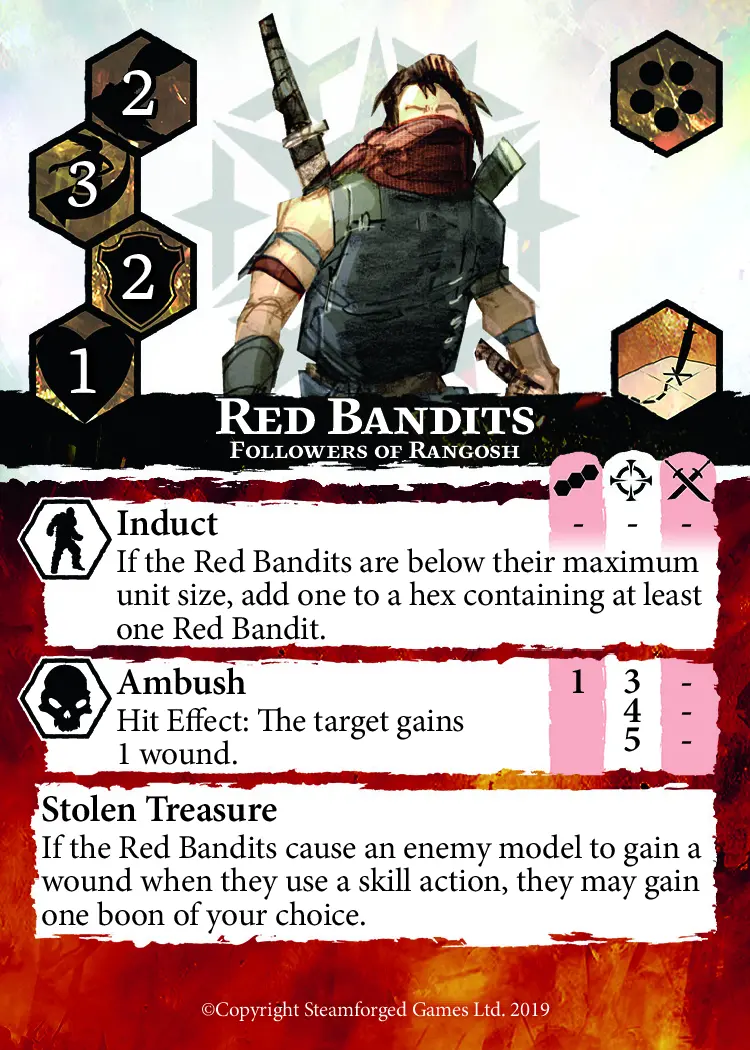 2
3
2
1
Red Bandits
Followers of Rangosh
Induct
- - -
If the Red Bandits are below their maximum
unit size, add one to a hex containing at least
one Red Bandit.
Ambush
1 3 -
4 -
5 -
Hit Effect: The target gains
1 wound.
Stolen Treasure
If the Red Bandits cause an enemy model to gain a
wound when they use a skill action, they may gain
one boon of your choice.
©Copyright Steamforged Games Ltd. 2019